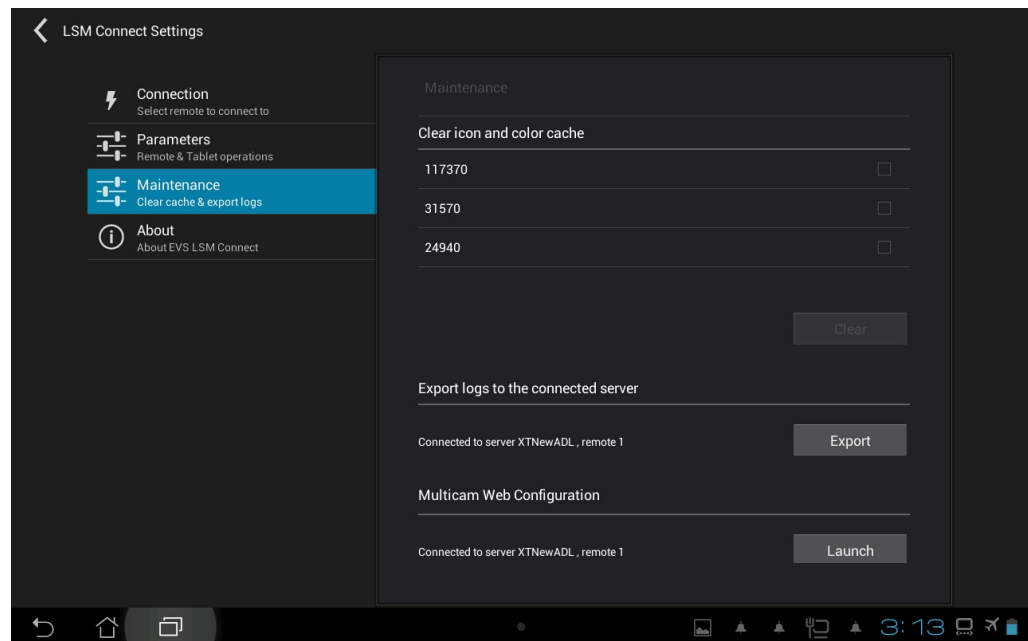 LSM Connect Settings
Connection
Select remote to connect to
Parameters
Remote & Tablet operations
Maintenance
Clear cache & export logs
About
About EVS LSM Connect
Maintenance
Clear icon and color cache
117370
31570
24940
Clear
Export logs to the connected server
Connected to server XTNewADL , remote 1
Export
Multicam Web Configuration
Connected to server XTNewADL , remote 1
Launch
3:13